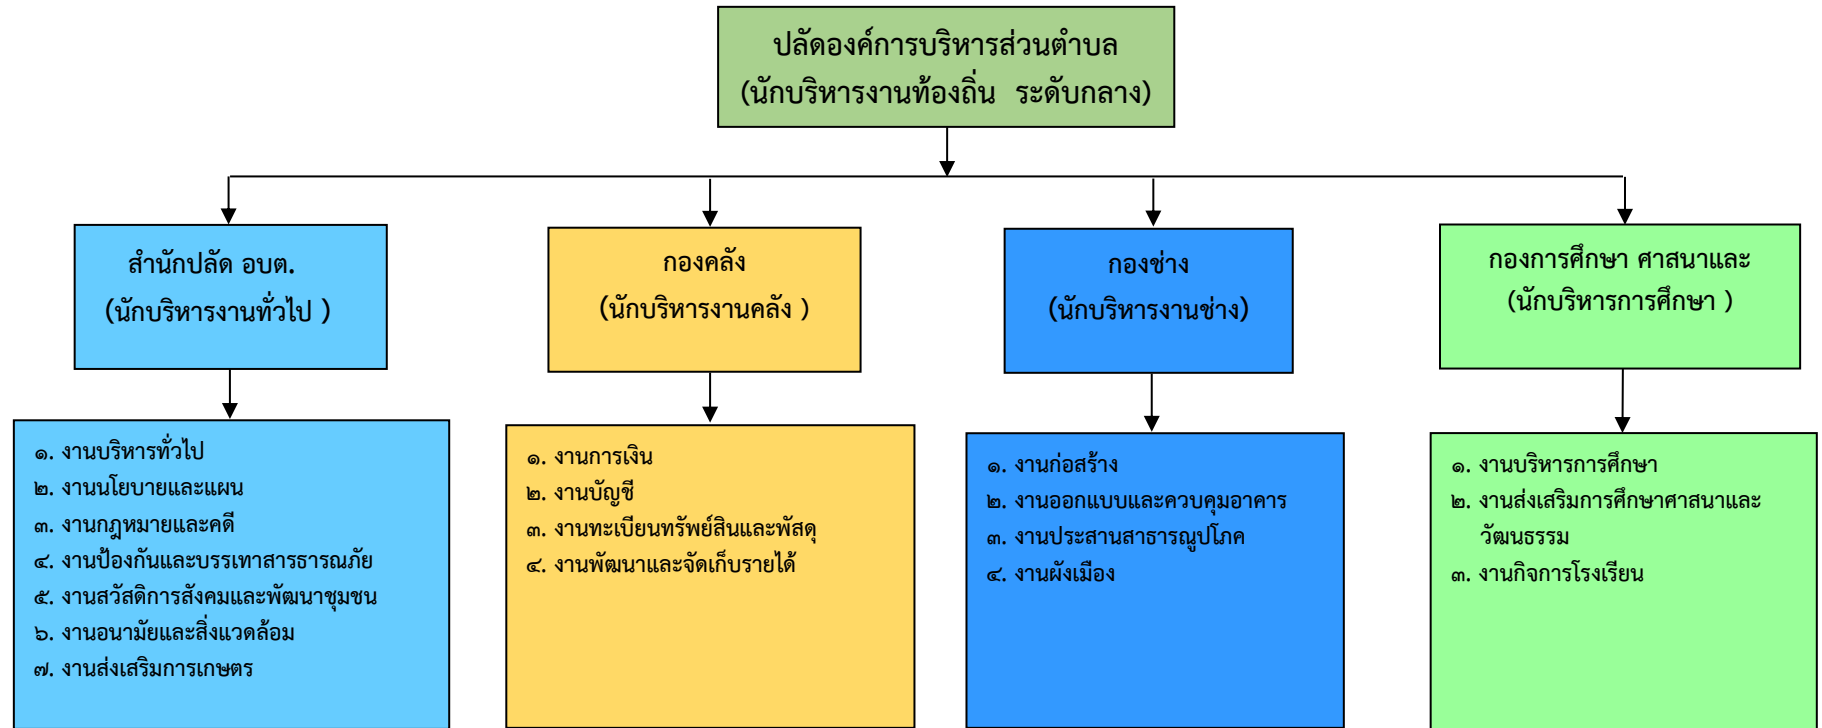 ปลัดองค์การบริหารส่วนตำบล
(นักบริหารงานท้องถิ่น ระดับกลาง)
สำนักปลัด อบต.
(นักบริหารงานทั่วไป )
กองคลัง
(นักบริหารงานคลัง )
กองช่าง
(นักบริหารงานช่าง)
กองการศึกษา ศาสนาและ
(นักบริหารการศึกษา )
๑. งานบริหารทั่วไป
๒. งานนโยบายและแผน
๓. งานกฎหมายและคดี
๔. งานป้องกันและบรรเทาสารธารณภัย
๕. งานสวัสดิการสังคมและพัฒนาชุมชน
๖. งานอนามัยและสิ่งแวดล้อม
๗. งานส่งเสริมการเกษตร
๑. งานการเงิน
๒. งานบัญชี
๓. งานทะเบียนทรัพย์สินและพัสดุ
๔. งานพัฒนาและจัดเก็บรายได้
๑. งานก่อสร้าง
๒. งานออกแบบและควบคุมอาคาร
๓. งานประสานสาธารณูปโภค
๔. งานผังเมือง
๑. งานบริหารการศึกษา
๒. งานส่งเสริมการศึกษาศาสนาและ
วัฒนธรรม
๓. งานกิจการโรงเรียน